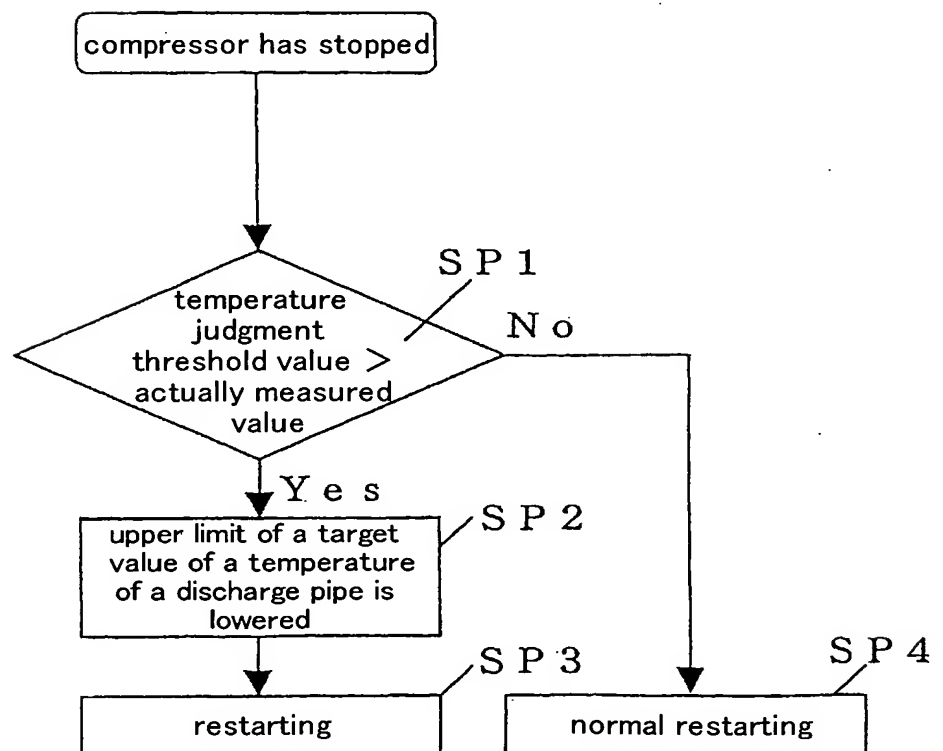 compressor has stopped
SP1
temperature
judgment
threshold value >
actually measured
value
No
Yes
SP2
upper limit of a target
value of a temperature
of a discharge pipe is
lowered
SP3
restarting
SP4
normal restarting